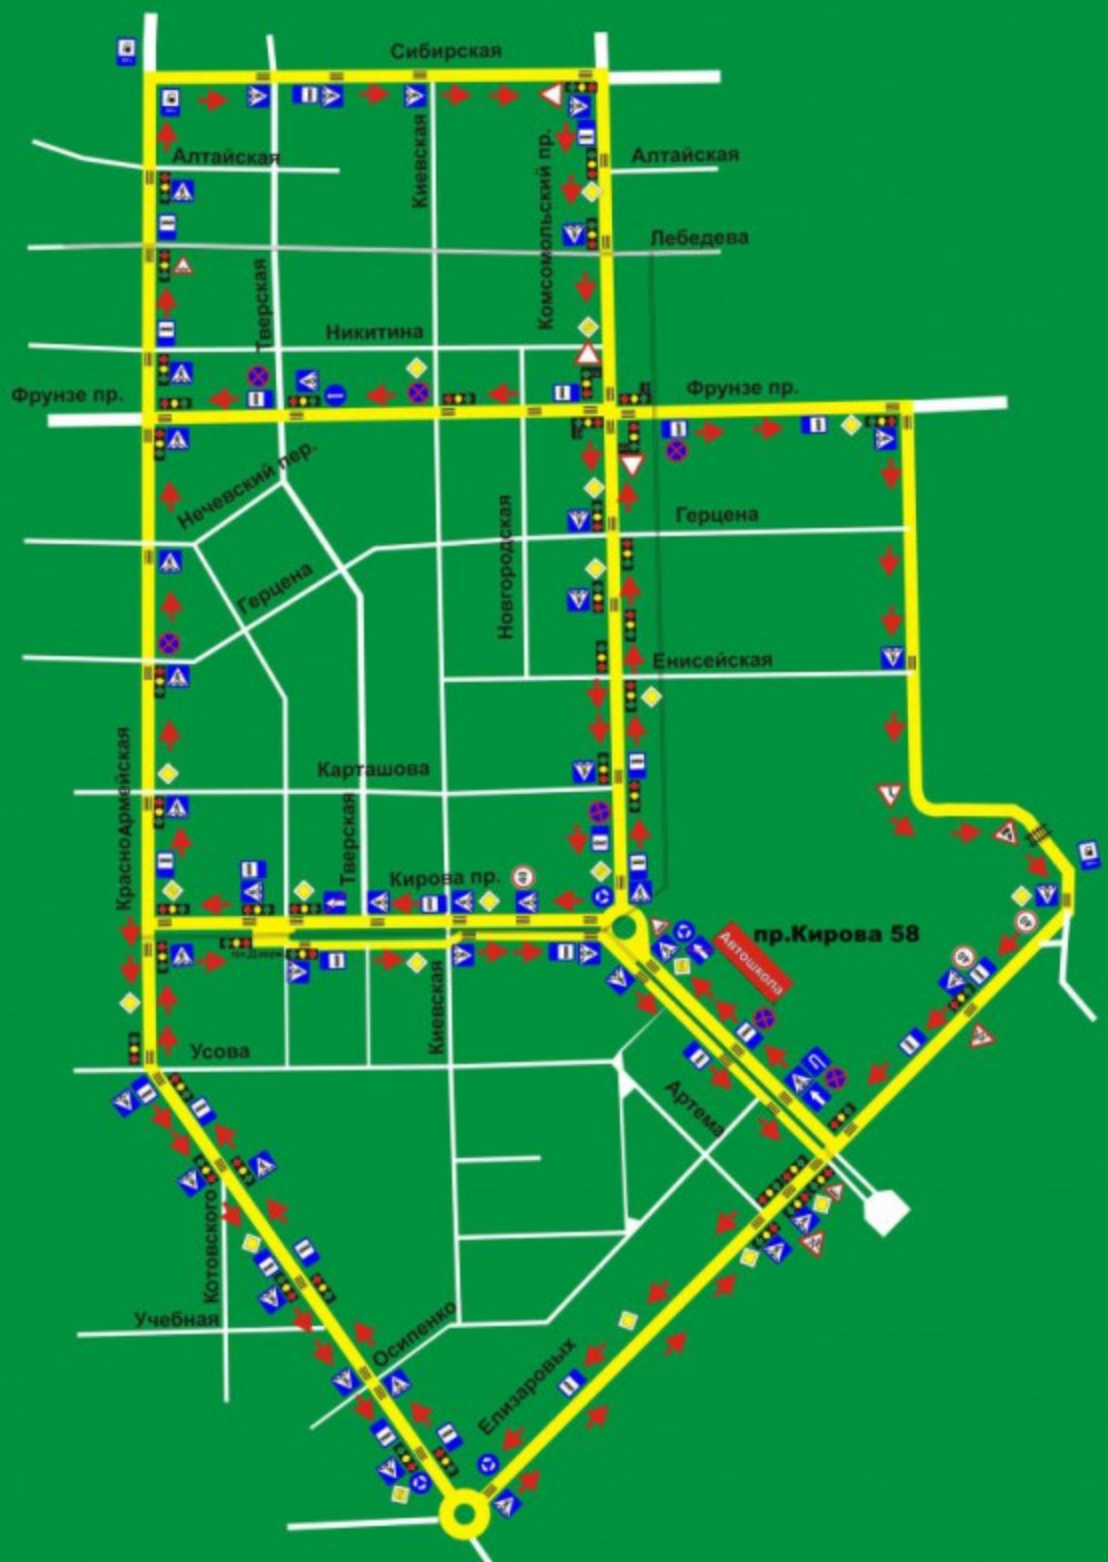 Сибирская
Алтайская
Киевская
Комсомольский пр.
Алтайская
Лебедева
Тверская
Никитина
Фрунзе пр.
Фрунзе пр.
Нечевский пер.
Новгородская
Герцена
Герцена
Енисейская
КрасноАрмейская
Карташова
Тверская
Кирова пр.
пр.Кирова 58
Автошкола
Киевская
Усова
Артема
Котовского
Учебная
Осипенко
Елизаровых